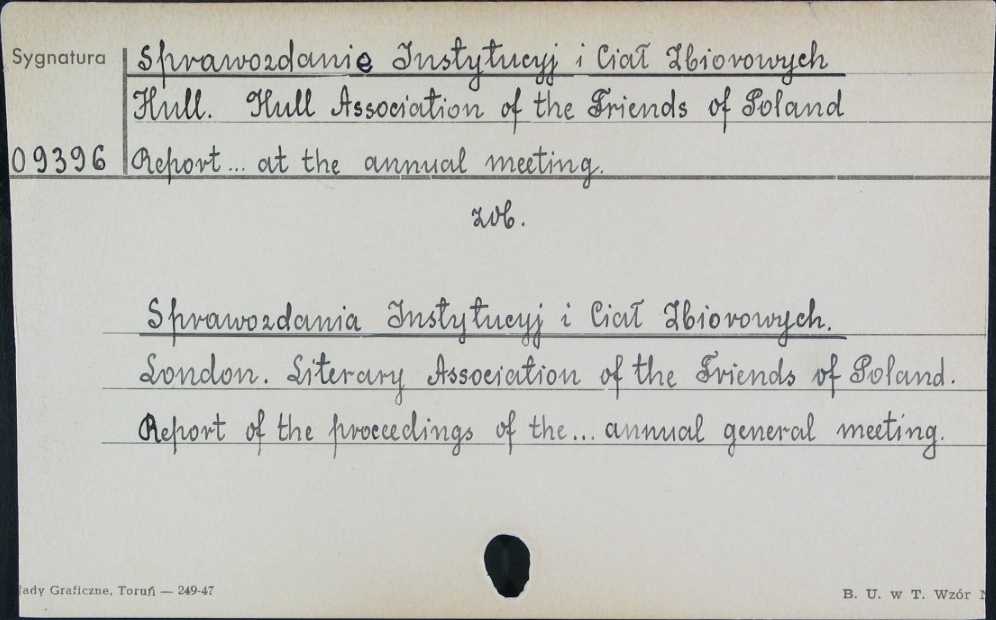 Sygnatura Sprawozdanie Instytucyj i Ciał Zbiorowych
Hull. Hull Association of the Friends of Poland
09396 Report... at the annual meeting.
zob.
Sprawozdania Instytucyj i Ciał Zbiorowych.
London. Literary Association of the Friends of Poland.
Report of the proceedings of the... annual general meeting.
łady Graficzne, Toruń — 249-47 B. U. w T. Wzór